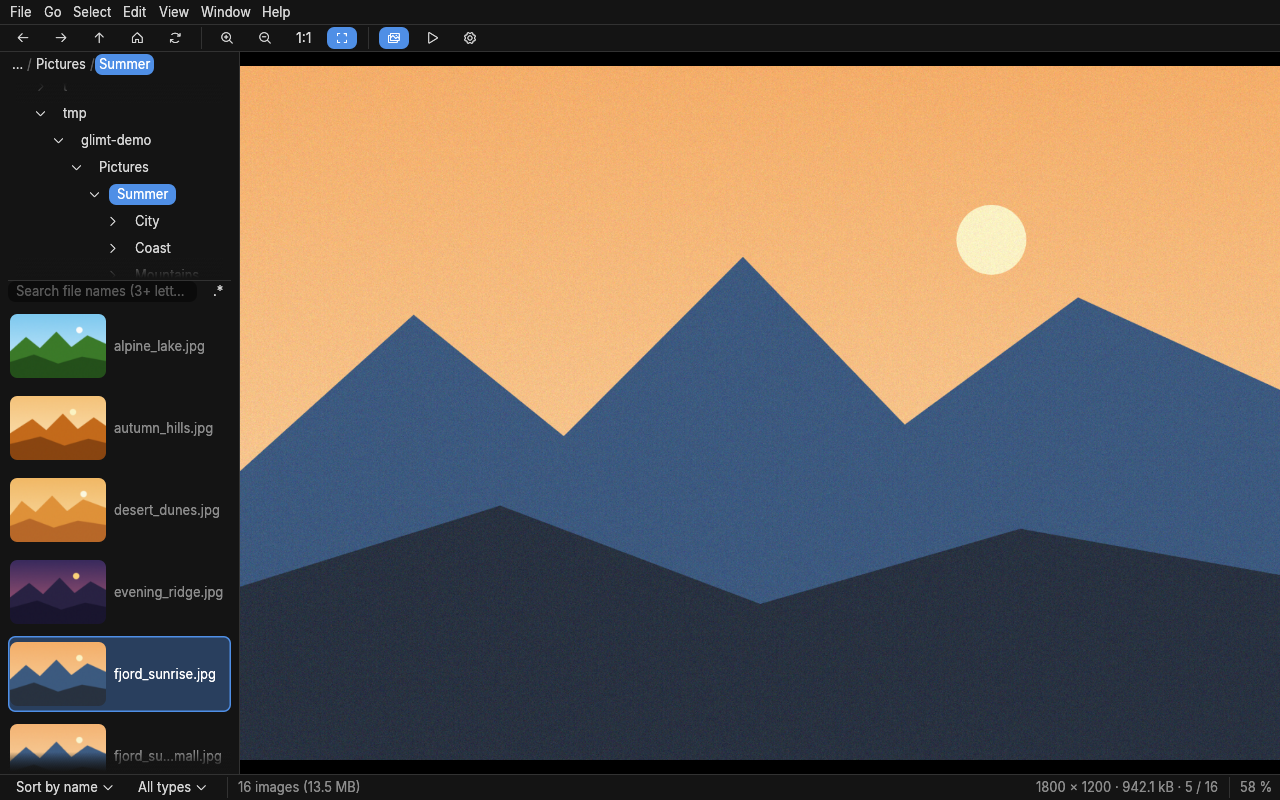 File Go Select Edit View Window Help
1:1
... / Pictures / Summer
tmp
glimt-demo
Pictures
Summer
City
Coast
Mountains
Search file names (3+ lett... .*
alpine_lake.jpg
autumn_hills.jpg
desert_dunes.jpg
evening_ridge.jpg
fjord_sunrise.jpg
fjord_su...mall.jpg
Sort by name All types 16 images (13.5 MB) 1800 × 1200 · 942.1 kB · 5 / 16 58 %